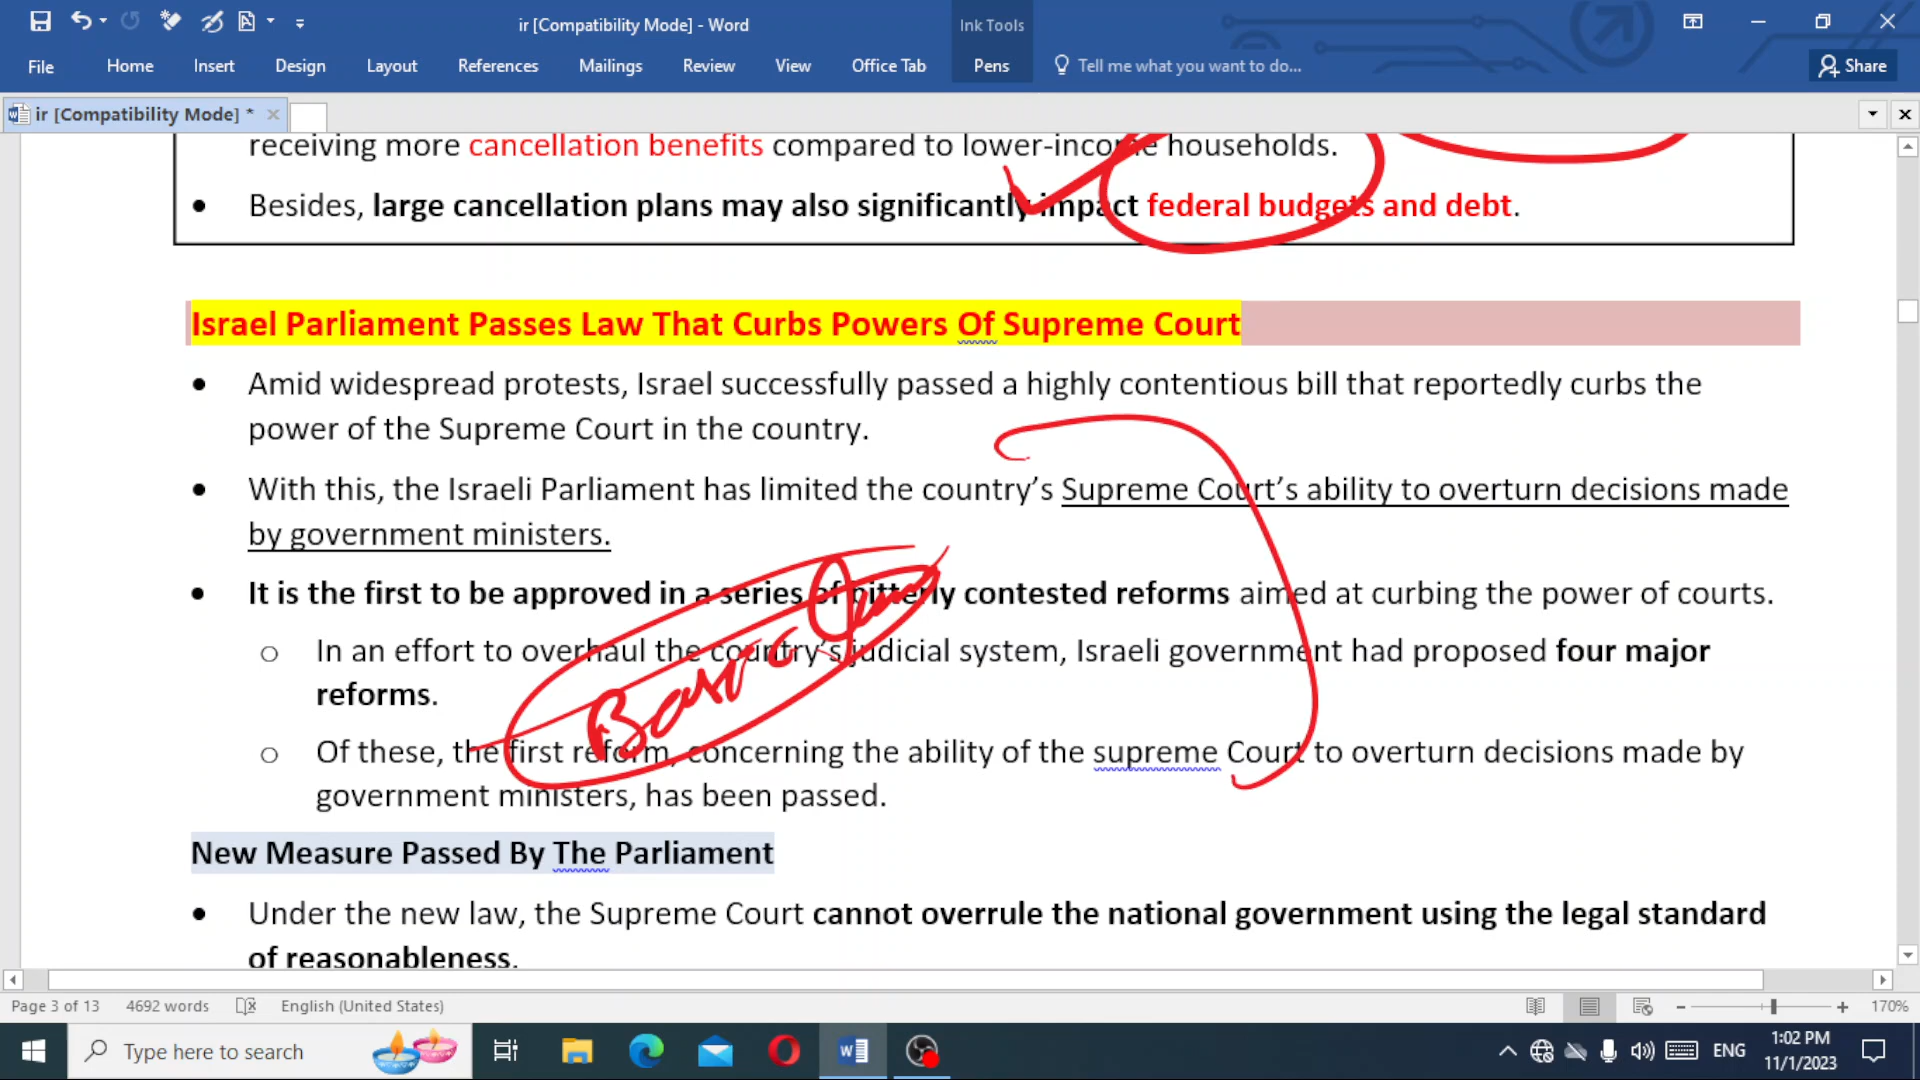 ir [Compatibility Mode] - Word
Ink Tools
File
Home
Insert
Design
Layout
References
Mailings
Review
View
Office Tab
Pens
Tell me what you want to do...
Share
ir [Compatibility Mode] *
receiving more cancellation benefits compared to lower-income households.
Besides, large cancellation plans may also significantly impact federal budgets and debt.
Israel Parliament Passes Law That Curbs Powers Of Supreme Court
Amid widespread protests, Israel successfully passed a highly contentious bill that reportedly curbs the
power of the Supreme Court in the country.
With this, the Israeli Parliament has limited the country’s Supreme Court’s ability to overturn decisions made
by government ministers.
It is the first to be approved in a series of bitterly contested reforms aimed at curbing the power of courts.
In an effort to overhaul the country’s judicial system, Israeli government had proposed four major
reforms.
Basic
Of these, the first reform, concerning the ability of the supreme Court to overturn decisions made by
government ministers, has been passed.
New Measure Passed By The Parliament
Under the new law, the Supreme Court cannot overrule the national government using the legal standard
of reasonableness.
Page 3 of 13
4692 words
English (United States)
170%
Type here to search
ENG
1:02 PM
11/1/2023